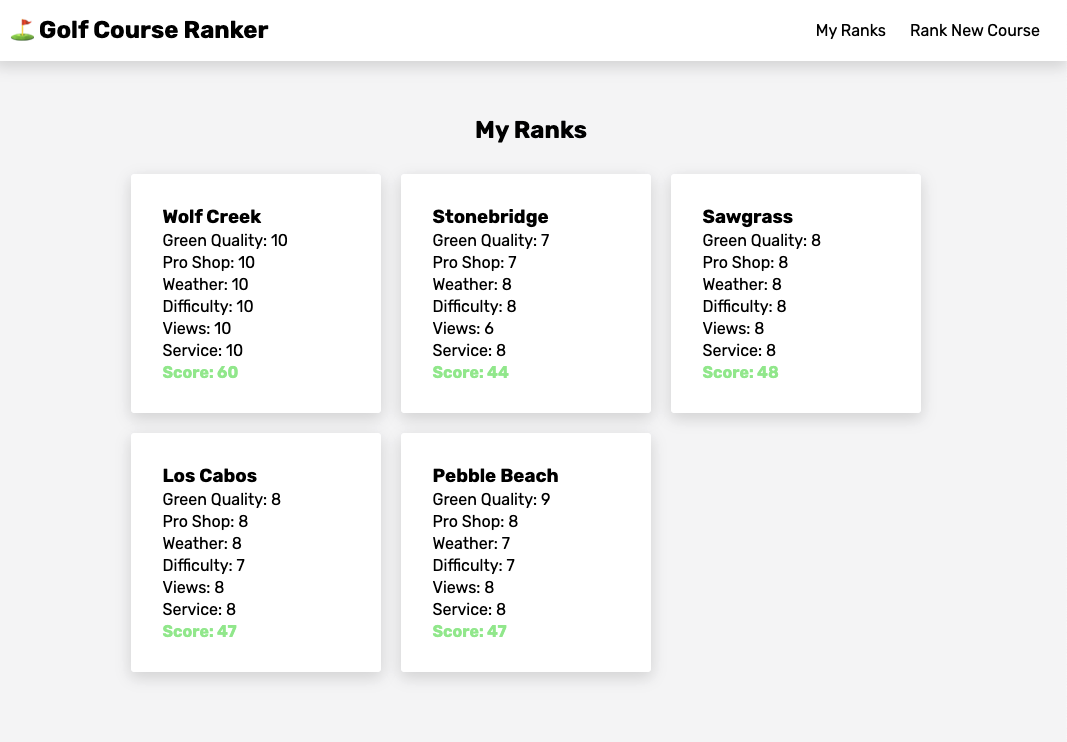 Golf Course Ranker
My Ranks
Rank New Course
My Ranks
Wolf Creek
Green Quality: 10
Pro Shop: 10
Weather: 10
Difficulty: 10
Views: 10
Service: 10
Score: 60
Stonebridge
Green Quality: 7
Pro Shop: 7
Weather: 8
Difficulty: 8
Views: 6
Service: 8
Score: 44
Sawgrass
Green Quality: 8
Pro Shop: 8
Weather: 8
Difficulty: 8
Views: 8
Service: 8
Score: 48
Los Cabos
Green Quality: 8
Pro Shop: 8
Weather: 8
Difficulty: 7
Views: 8
Service: 8
Score: 47
Pebble Beach
Green Quality: 9
Pro Shop: 8
Weather: 7
Difficulty: 7
Views: 8
Service: 8
Score: 47